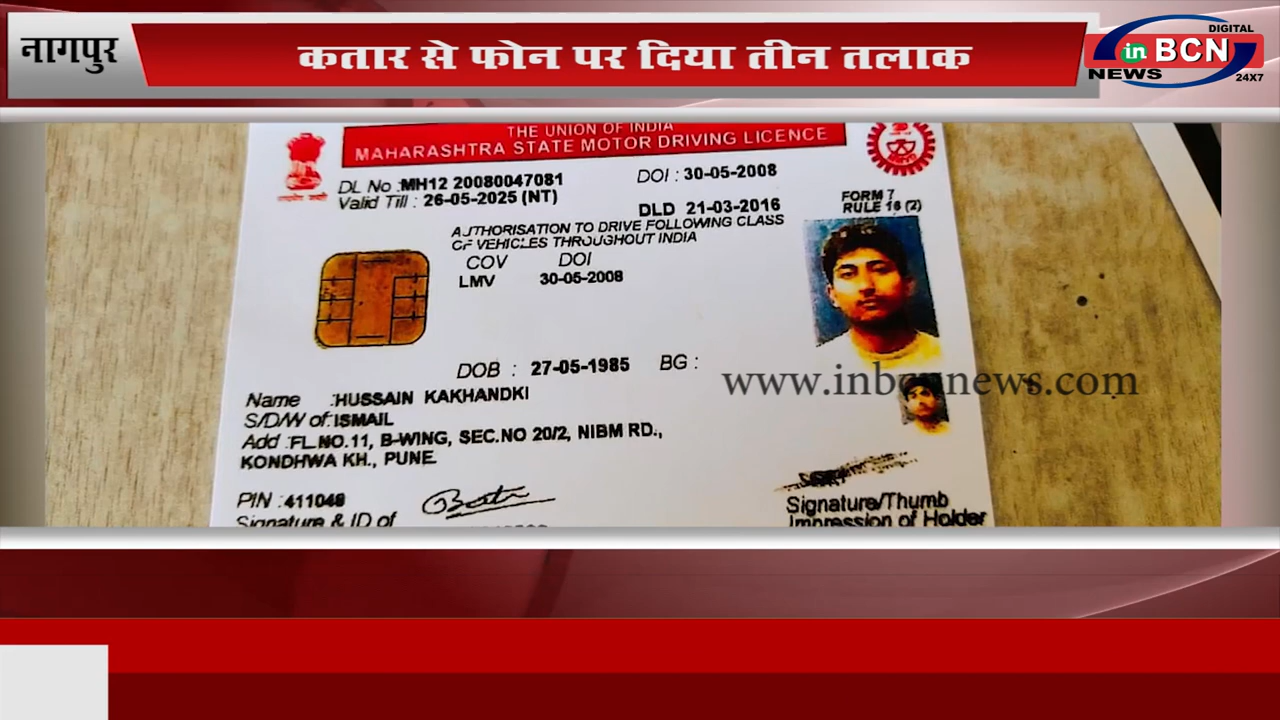 नागपुर
कतार से फोन पर दिया तीन तलाक
DIGITAL
in BCN
NEWS
24X7
THE UNION OF INDIA
MAHARASHTRA STATE MOTOR DRIVING LICENCE
DL No :MH12 20080047081
DOI : 30-05-2008
Valid Till : 26-05-2025 (NT)
DLD 21-03-2016
FORM 7
RULE 16 (2)
AUTHORISATION TO DRIVE FOLLOWING CLASS
OF VEHICLES THROUGHOUT INDIA
COV DOI
LMV 30-05-2008
DOB : 27-05-1985 BG :
www.inbcnnews.com
Name :HUSSAIN KAKHANDKI
S/D/W of:ISMAIL
Add :FL.NO.11, B-WING, SEC.NO 20/2, NIBM RD.,
KONDHWA KH., PUNE.
PIN :411048
Signature & ID of
Signature/Thumb
Impression of Holder